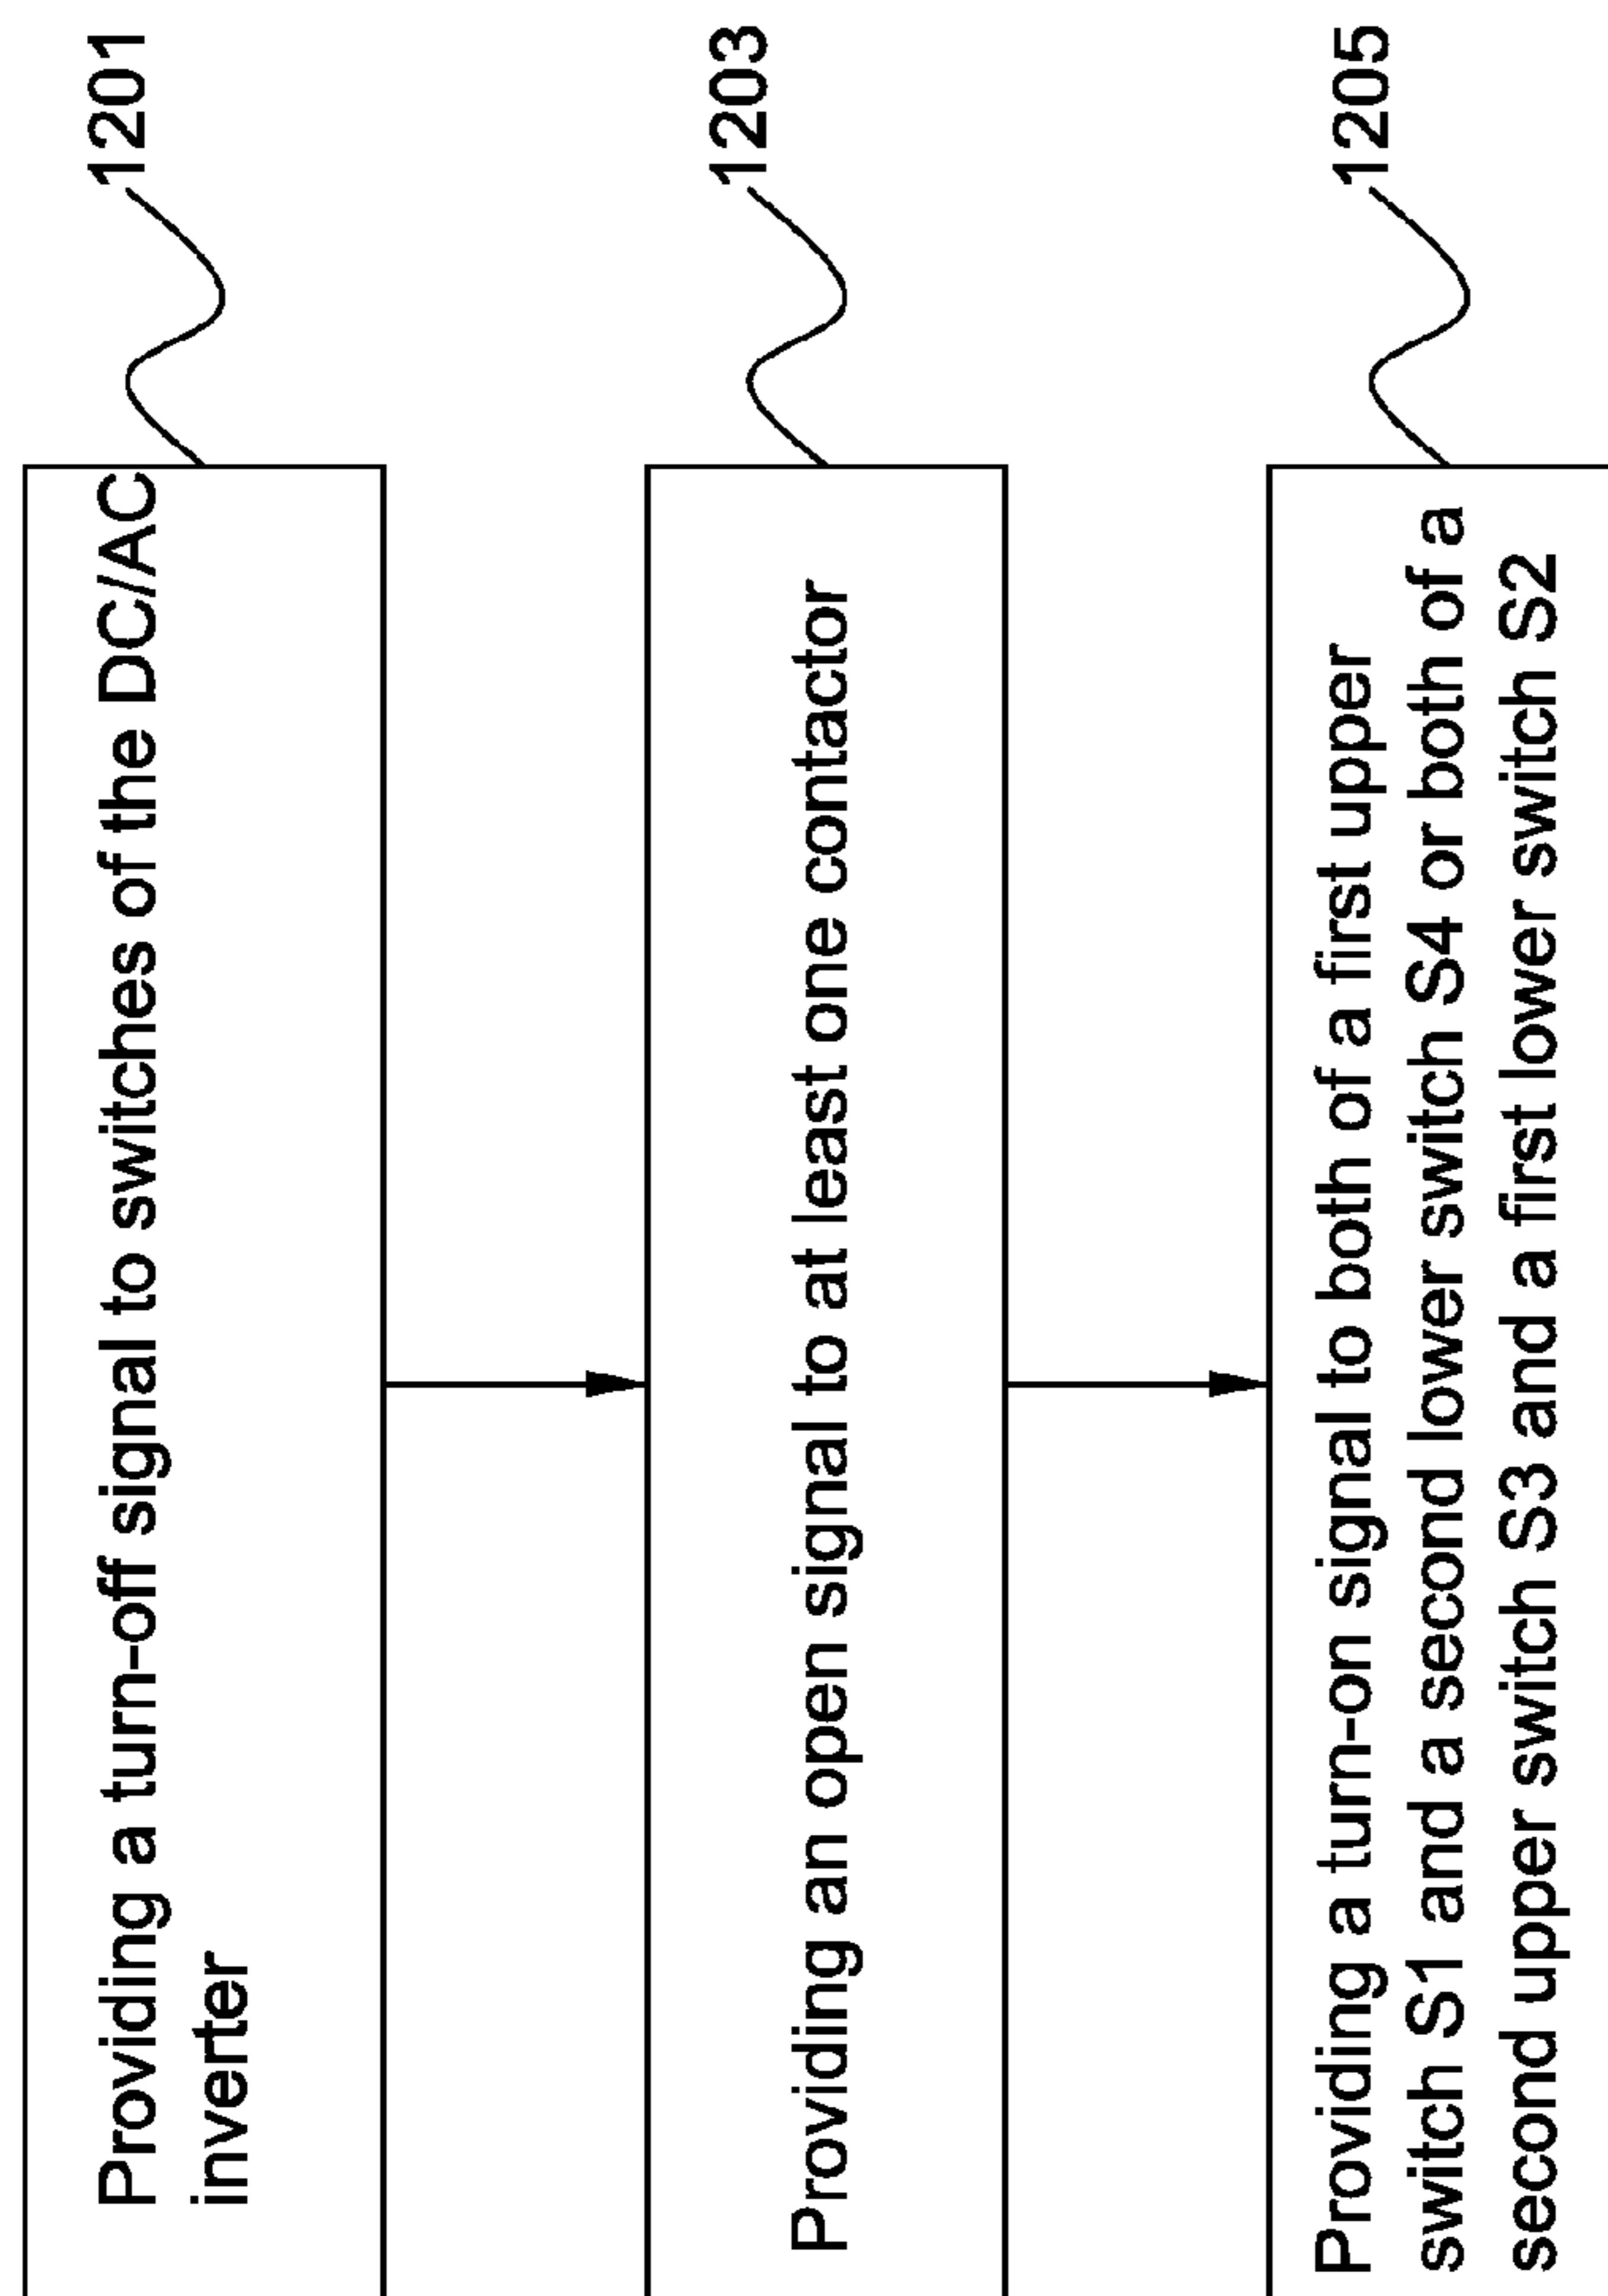 Providing a turn-off signal to switches of the DC/AC
inverter
1201
Providing an open signal to at least one contactor
1203
Providing a turn-on signal to both of a first upper
switch S1 and a second lower switch S4 or both of a
second upper switch S3 and a first lower switch S2
1205